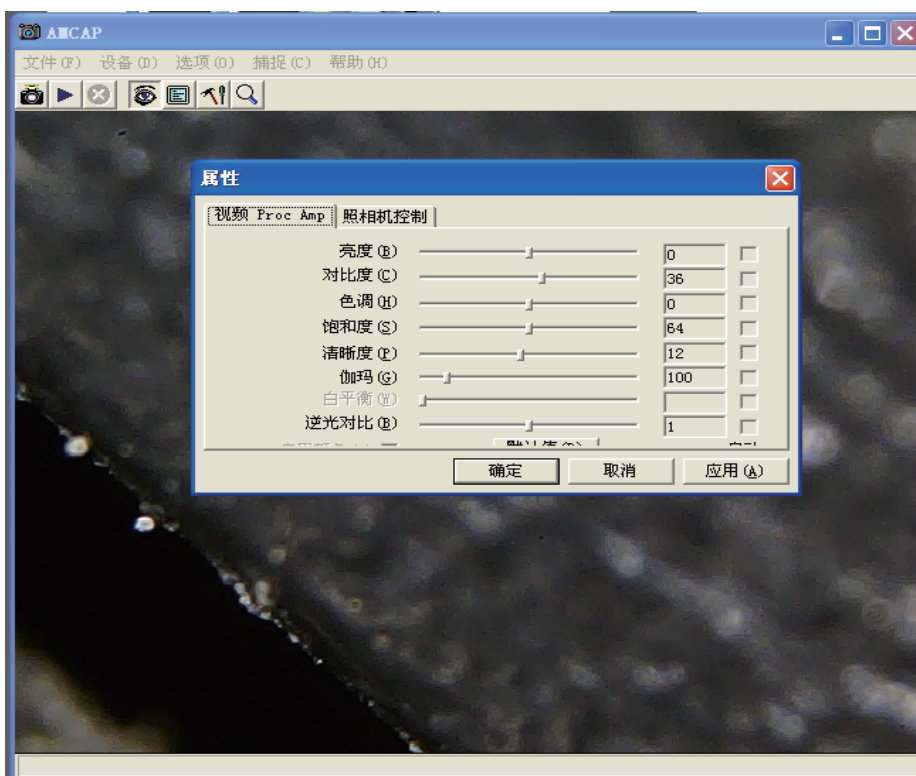 AMCAP
文件(F) 设备(D) 选项(O) 捕捉(C) 帮助(H)
属性
视频 Proc Amp 照相机控制
亮度(B) 0
对比度(C) 36
色调(H) 0
饱和度(S) 64
清晰度(P) 12
伽玛(G) 100
白平衡(W)
逆光对比(B) 1
确定 取消 应用(A)